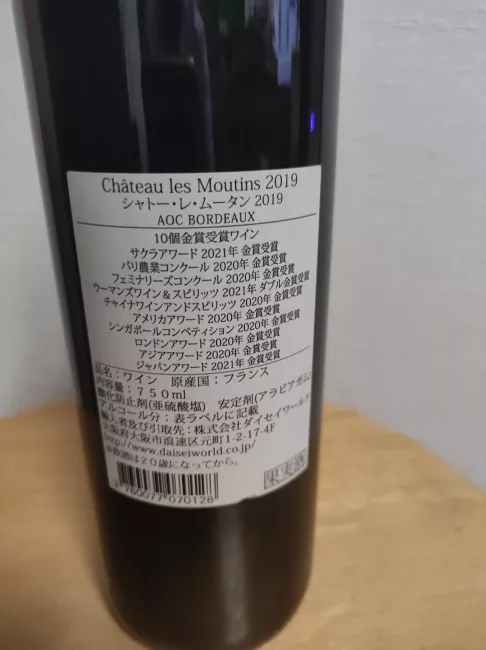 Château les Moutins 2019
シャトー・レ・ムータン 2019
AOC BORDEAUX
10個金賞受賞ワイン
サクラアワード 2021年 金賞受賞
パリ農業コンクール 2020年 金賞受賞
フェミナリーズコンクール 2020年 金賞受賞
ウーマンズワイン＆スピリッツ 2021年 ダブル金賞受賞
チャイナワインアンドスピリッツ 2020年 金賞受賞
アメリカアワード 2020年 金賞受賞
シンガポールコンペティション 2020年 金賞受賞
ロンドンアワード 2020年 金賞受賞
アジアアワード 2020年 金賞受賞
ジャパンアワード 2021年 金賞受賞
品名：ワイン 原産国：フランス
内容量：750ml
酸化防止剤(亜硫酸塩) 安定剤(アラビアガム)
アルコール分：表ラベルに記載
輸入者及び引取先：株式会社ダイセイワールド
大阪府大阪市浪速区元町1-2-17-4F
http://www.daiseiworld.co.jp/
飲酒は20歳になってから。
果実酒
3760077070128